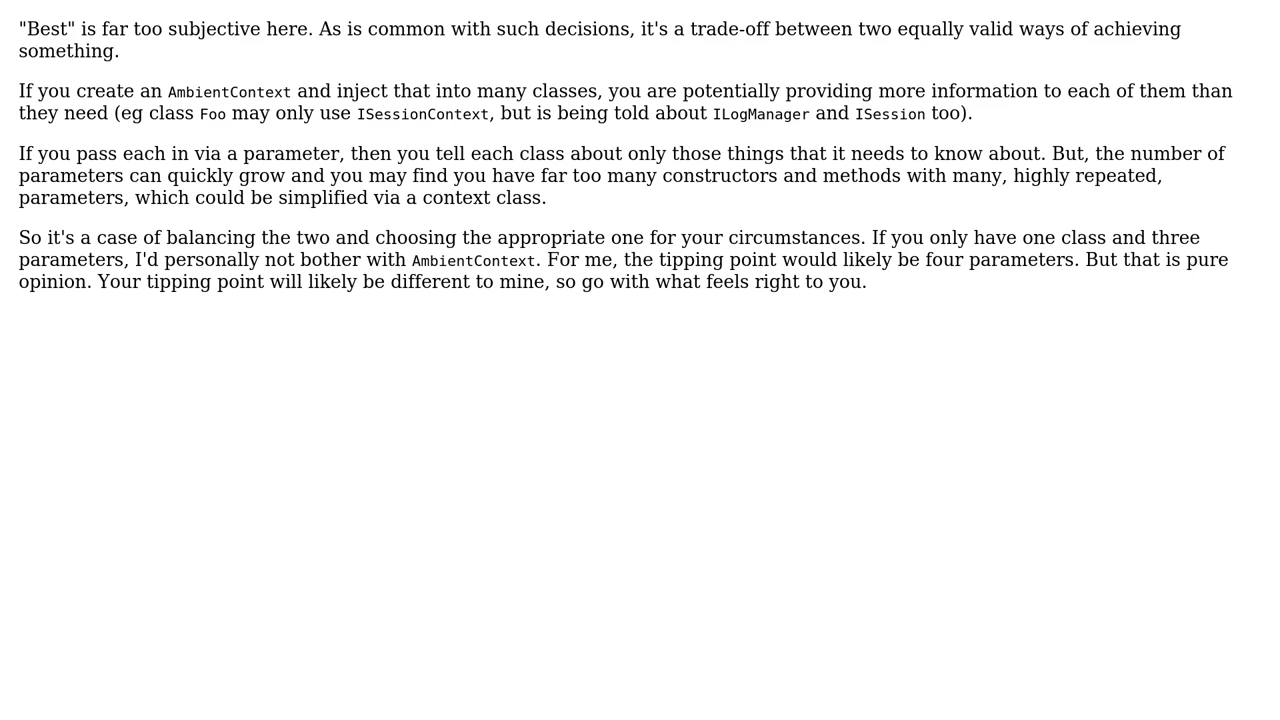 "Best" is far too subjective here. As is common with such decisions, it's a trade-off between two equally valid ways of achieving
something.
If you create an AmbientContext and inject that into many classes, you are potentially providing more information to each of them than
they need (eg class Foo may only use ISessionContext, but is being told about ILogManager and ISession too).
If you pass each in via a parameter, then you tell each class about only those things that it needs to know about. But, the number of
parameters can quickly grow and you may find you have far too many constructors and methods with many, highly repeated,
parameters, which could be simplified via a context class.
So it's a case of balancing the two and choosing the appropriate one for your circumstances. If you only have one class and three
parameters, I'd personally not bother with AmbientContext. For me, the tipping point would likely be four parameters. But that is pure
opinion. Your tipping point will likely be different to mine, so go with what feels right to you.